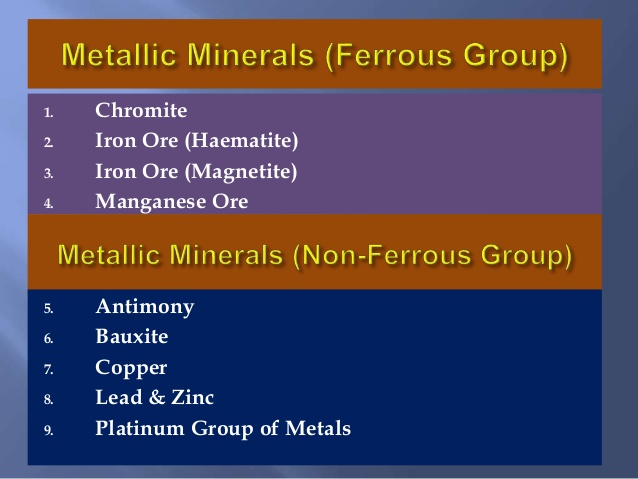 Metallic Minerals (Ferrous Group)
1. Chromite
2. Iron Ore (Haematite)
3. Iron Ore (Magnetite)
4. Manganese Ore
Metallic Minerals (Non-Ferrous Group)
5. Antimony
6. Bauxite
7. Copper
8. Lead & Zinc
9. Platinum Group of Metals